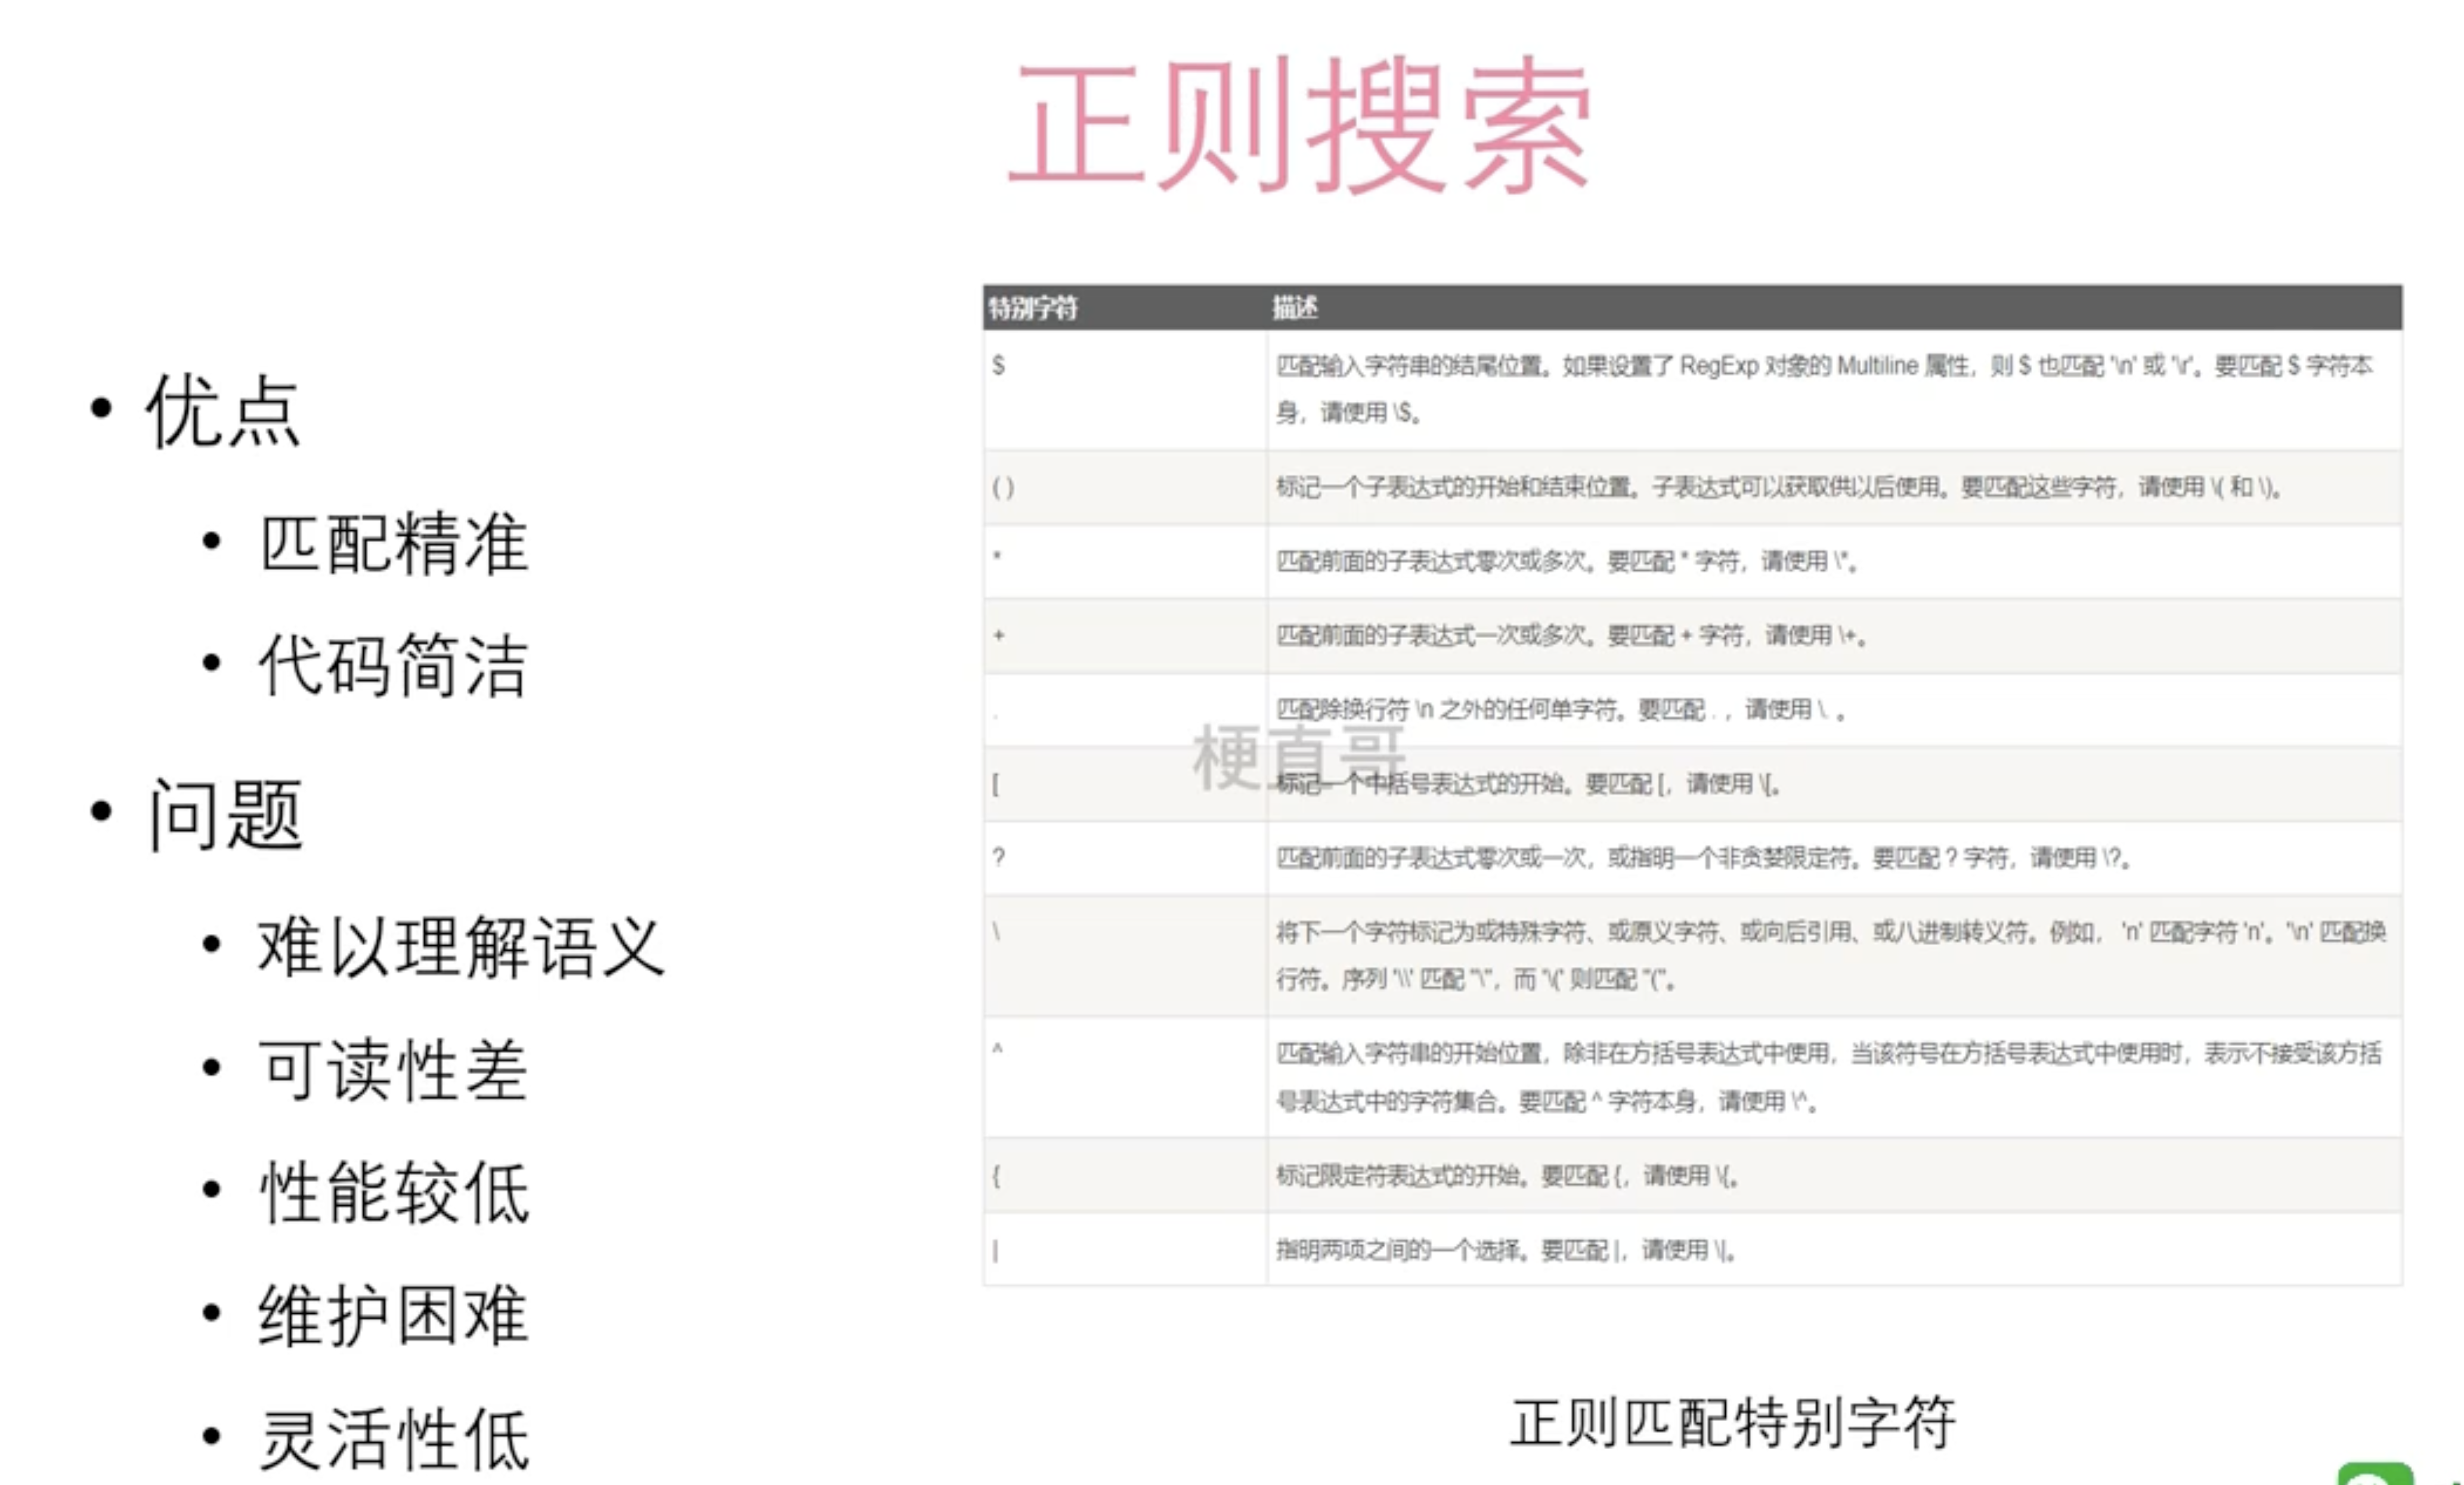 正则搜索
• 优点
• 匹配精准
• 代码简洁
• 问题
• 难以理解语义
• 可读性差
• 性能较低
• 维护困难
• 灵活性低
特别字符 描述
$ 匹配输入字符串的结尾位置。如果设置了 RegExp 对象的 Multiline 属性，则 $ 也匹配 '\n' 或 '\r'。要匹配 $ 字符本
身，请使用 \$。
( ) 标记一个子表达式的开始和结束位置。子表达式可以获取供以后使用。要匹配这些字符，请使用 \( 和 \)。
* 匹配前面的子表达式零次或多次。要匹配 * 字符，请使用 \*。
+ 匹配前面的子表达式一次或多次。要匹配 + 字符，请使用 \+。
. 匹配除换行符 \n 之外的任何单字符。要匹配 . ，请使用 \. 。
梗直哥
[ 标记一个中括号表达式的开始。要匹配 [，请使用 \[。
? 匹配前面的子表达式零次或一次，或指明一个非贪婪限定符。要匹配 ? 字符，请使用 \?。
\ 将下一个字符标记为或特殊字符、或原义字符、或向后引用、或八进制转义符。例如， 'n' 匹配字符 'n'。'\n' 匹配换
行符。序列 '\\' 匹配 "\"，而 '\(' 则匹配 "("。
^ 匹配输入字符串的开始位置，除非在方括号表达式中使用，当该符号在方括号表达式中使用时，表示不接受该方括
号表达式中的字符集合。要匹配 ^ 字符本身，请使用 \^。
{ 标记限定符表达式的开始。要匹配 {，请使用 \{。
| 指明两项之间的一个选择。要匹配 |，请使用 \|。
正则匹配特别字符